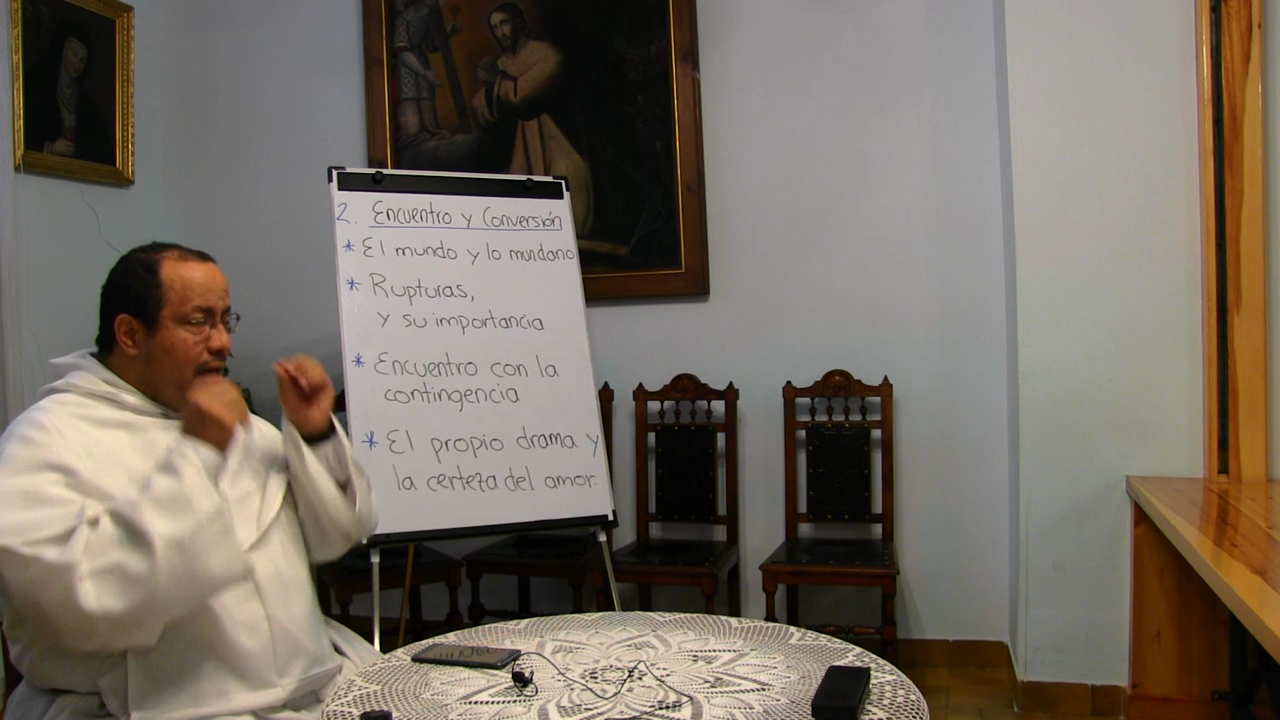 2. Encuentro y Conversión
* El mundo y lo mundano
* Rupturas,
y su importancia
* Encuentro con la
contingencia
* El propio drama y
la certeza del amor.